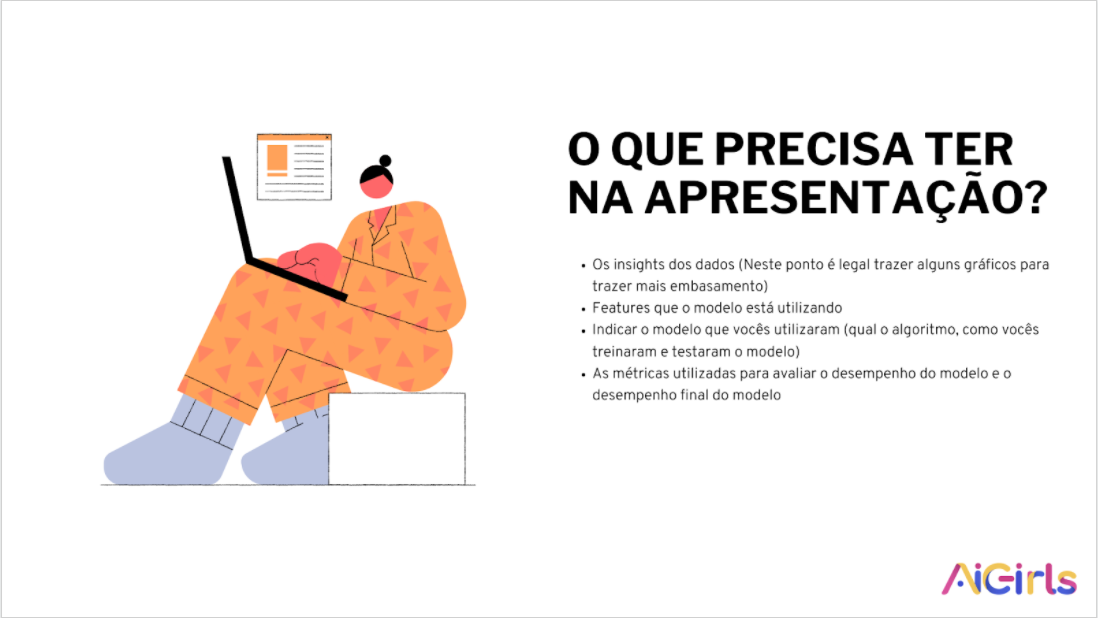 O QUE PRECISA TER
NA APRESENTAÇÃO?
• Os insights dos dados (Neste ponto é legal trazer alguns gráficos para
trazer mais embasamento)
• Features que o modelo está utilizando
• Indicar o modelo que vocês utilizaram (qual o algoritmo, como vocês
treinaram e testaram o modelo)
• As métricas utilizadas para avaliar o desempenho do modelo e o
desempenho final do modelo
AiGirls